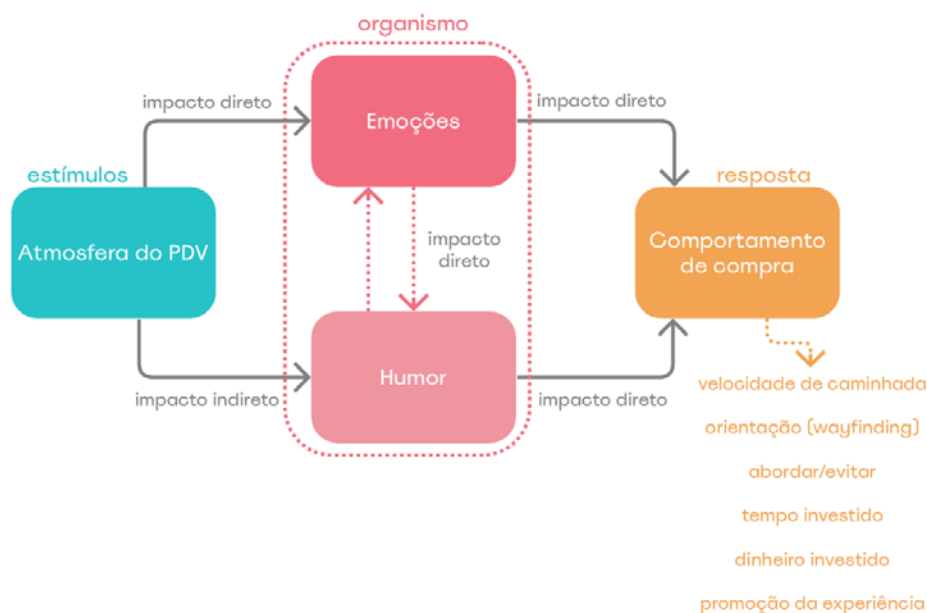 organismo
impacto direto
Emoções
impacto direto
estímulos
resposta
Atmosfera do PDV
impacto
direto
Comportamento
de compra
Humor
impacto indireto
impacto direto
velocidade de caminhada
orientação (wayfinding)
abordar/evitar
tempo investido
dinheiro investido
promoção da experiência